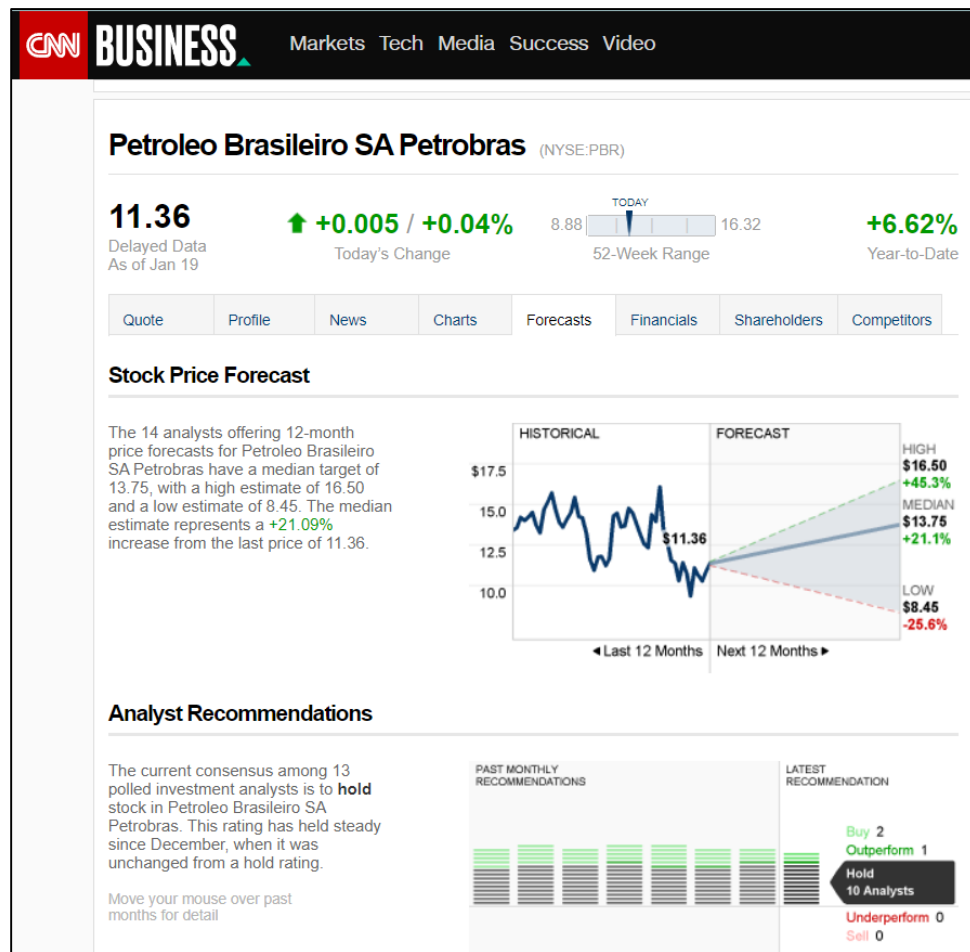 CNN BUSINESS Markets Tech Media Success Video
Petroleo Brasileiro SA Petrobras (NYSE:PBR)
11.36
Delayed Data
As of Jan 19
+0.005 / +0.04%
Today's Change
TODAY
8.88 16.32
52-Week Range
+6.62%
Year-to-Date
Quote Profile News Charts Forecasts Financials Shareholders Competitors
Stock Price Forecast
The 14 analysts offering 12-month
price forecasts for Petroleo Brasileiro
SA Petrobras have a median target of
13.75, with a high estimate of 16.50
and a low estimate of 8.45. The median
estimate represents a +21.09%
increase from the last price of 11.36.
HISTORICAL FORECAST
$17.5
15.0
12.5
10.0
$11.36
HIGH
$16.50
+45.3%
MEDIAN
$13.75
+21.1%
LOW
$8.45
-25.6%
Last 12 Months Next 12 Months
Analyst Recommendations
The current consensus among 13
polled investment analysts is to hold
stock in Petroleo Brasileiro SA
Petrobras. This rating has held steady
since December, when it was
unchanged from a hold rating.
Move your mouse over past
months for detail
PAST MONTHLY
RECOMMENDATIONS
LATEST
RECOMMENDATION
Buy 2
Outperform 1
Hold
10 Analysts
Underperform 0
Sell 0